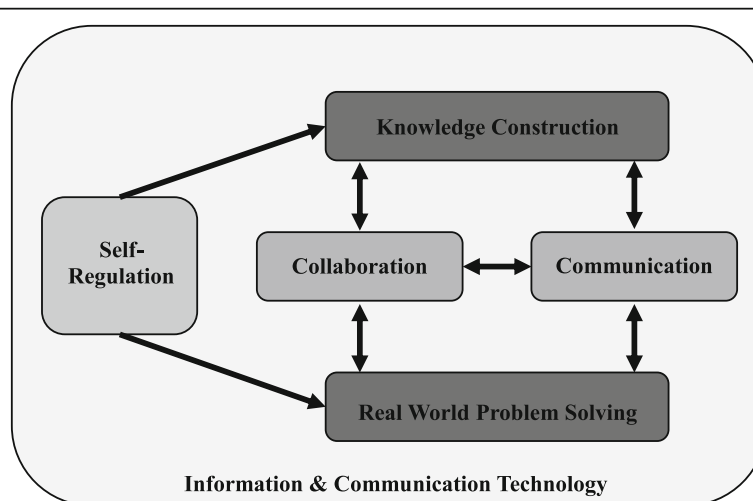 Knowledge Construction
Self-
Regulation
Collaboration
Communication
Real World Problem Solving
Information & Communication Technology